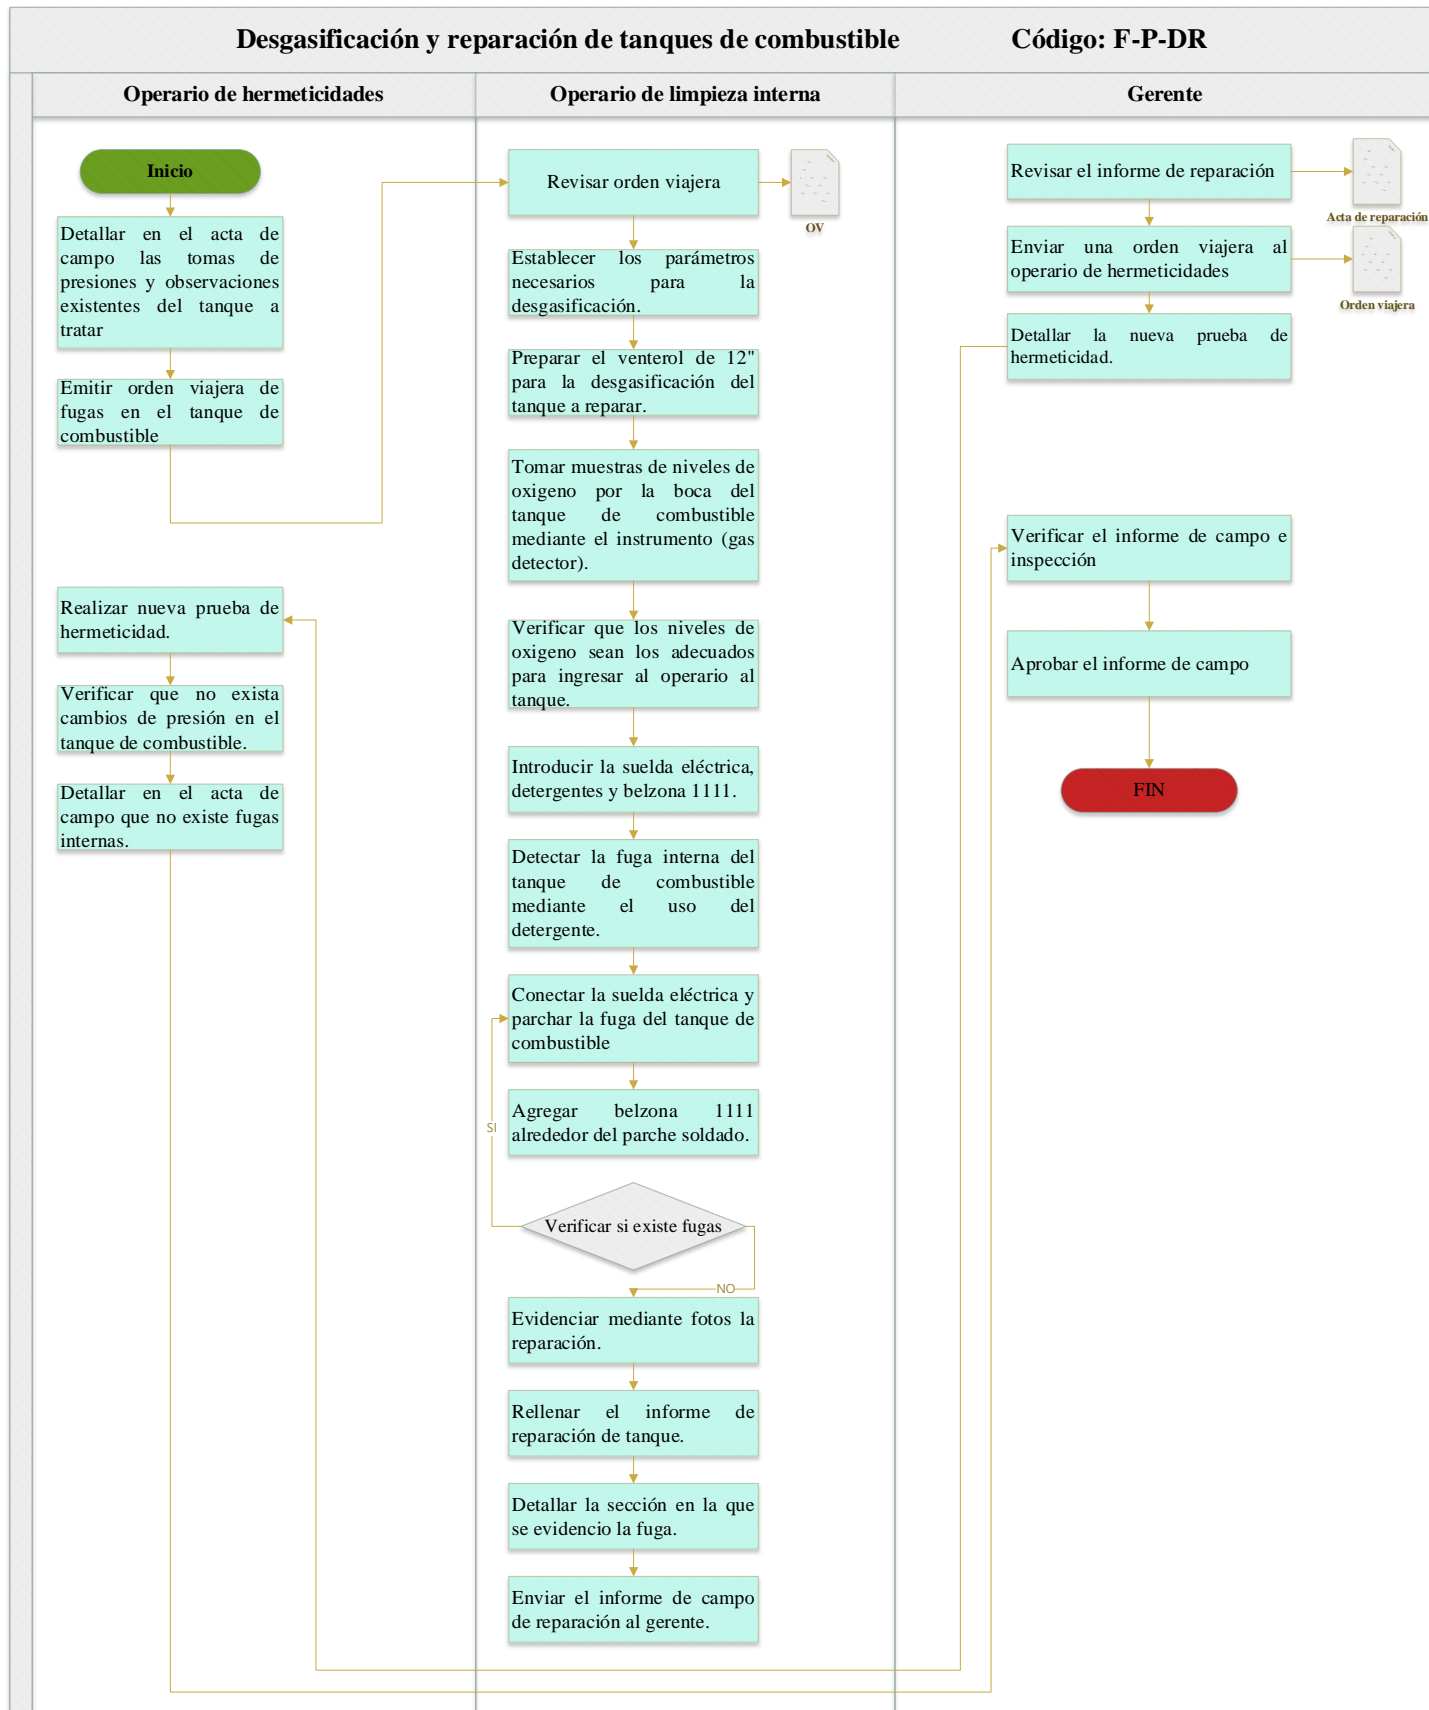 Desgasificación y reparación de tanques de combustible Código: F-P-DR
Operario de hermeticidades
Operario de limpieza interna
Gerente
Inicio
Detallar en el acta de
campo las tomas de
presiones y observaciones
existentes del tanque a
tratar
Emitir orden viajera de
fugas en el tanque de
combustible
Realizar nueva prueba de
hermeticidad.
Verificar que no exista
cambios de presión en el
tanque de combustible.
Detallar en el acta de
campo que no existe fugas
internas.
Revisar orden viajera
OV
Establecer los parámetros
necesarios para la
desgasificación.
Preparar el venterol de 12"
para la desgasificación del
tanque a reparar.
Tomar muestras de niveles de
oxigeno por la boca del
tanque de combustible
mediante el instrumento (gas
detector).
Verificar que los niveles de
oxigeno sean los adecuados
para ingresar al operario al
tanque.
Introducir la suelda eléctrica,
detergentes y belzona 1111.
Detectar la fuga interna del
tanque de combustible
mediante el uso del
detergente.
Conectar la suelda eléctrica y
parchar la fuga del tanque de
combustible
Agregar belzona 1111
alrededor del parche soldado.
SI
Verificar si existe fugas
NO
Evidenciar mediante fotos la
reparación.
Rellenar el informe de
reparación de tanque.
Detallar la sección en la que
se evidencio la fuga.
Enviar el informe de campo
de reparación al gerente.
Revisar el informe de reparación
Acta de reparación
Enviar una orden viajera al
operario de hermeticidades
Orden viajera
Detallar la nueva prueba de
hermeticidad.
Verificar el informe de campo e
inspección
Aprobar el informe de campo
FIN